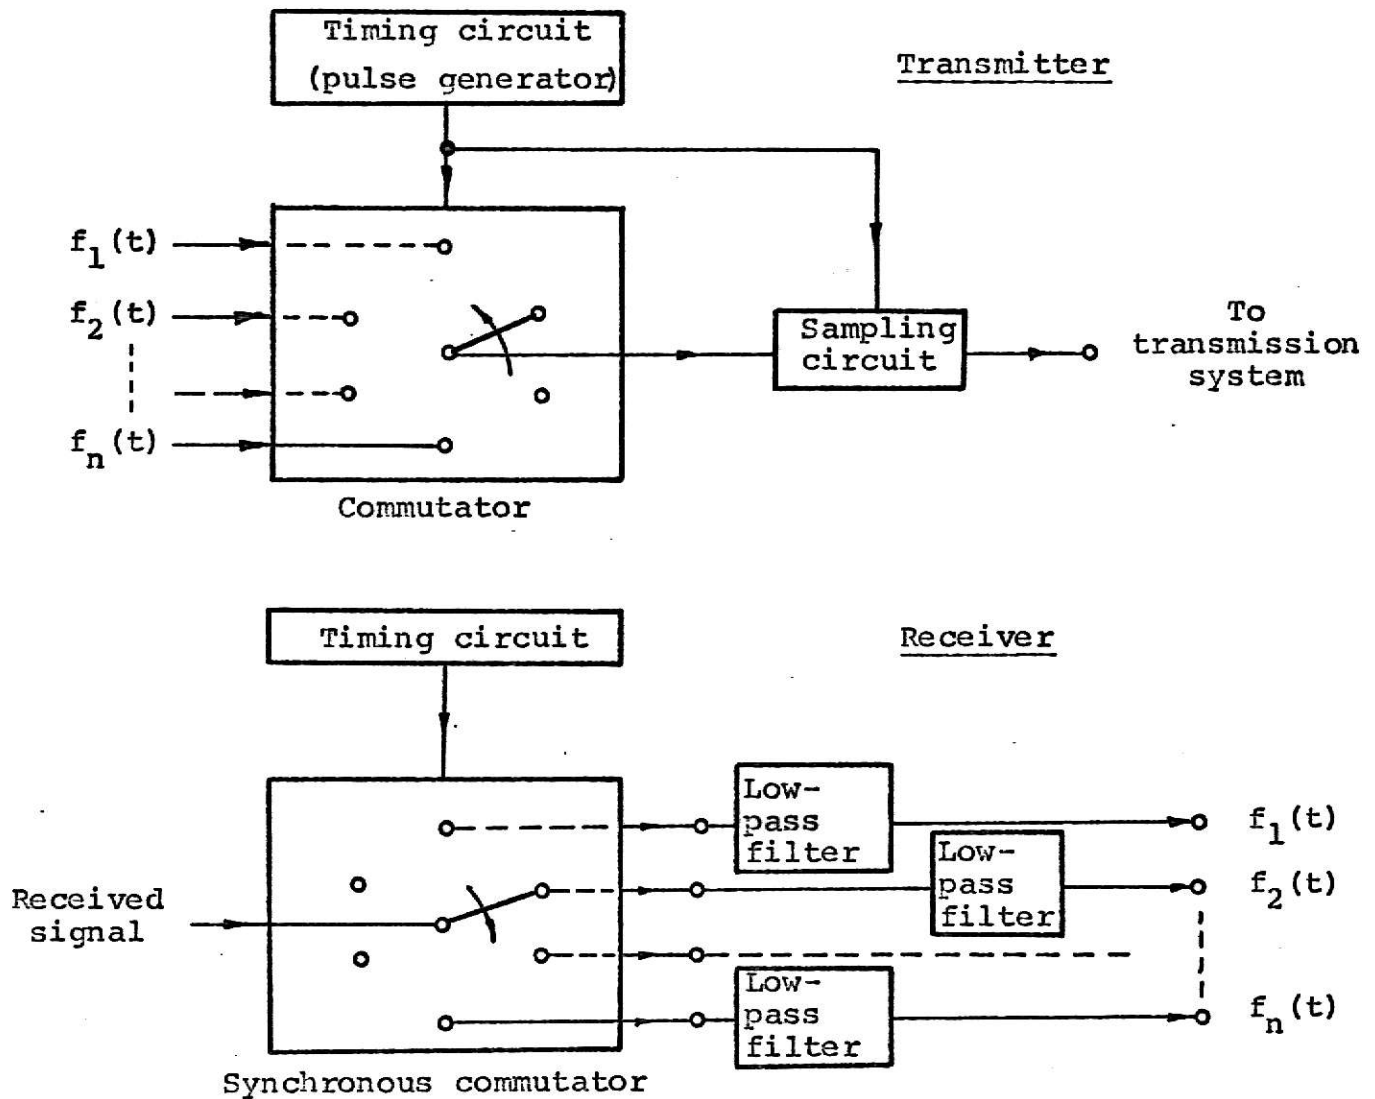 Timing circuit
(pulse generator)
Transmitter
f₁(t)
f₂(t)
fₙ(t)
Sampling
circuit
To
transmission
system
Commutator
Timing circuit
Receiver
Received
signal
Low-
pass
filter
f₁(t)
Low-
pass
filter
f₂(t)
Low-
pass
filter
fₙ(t)
Synchronous commutator